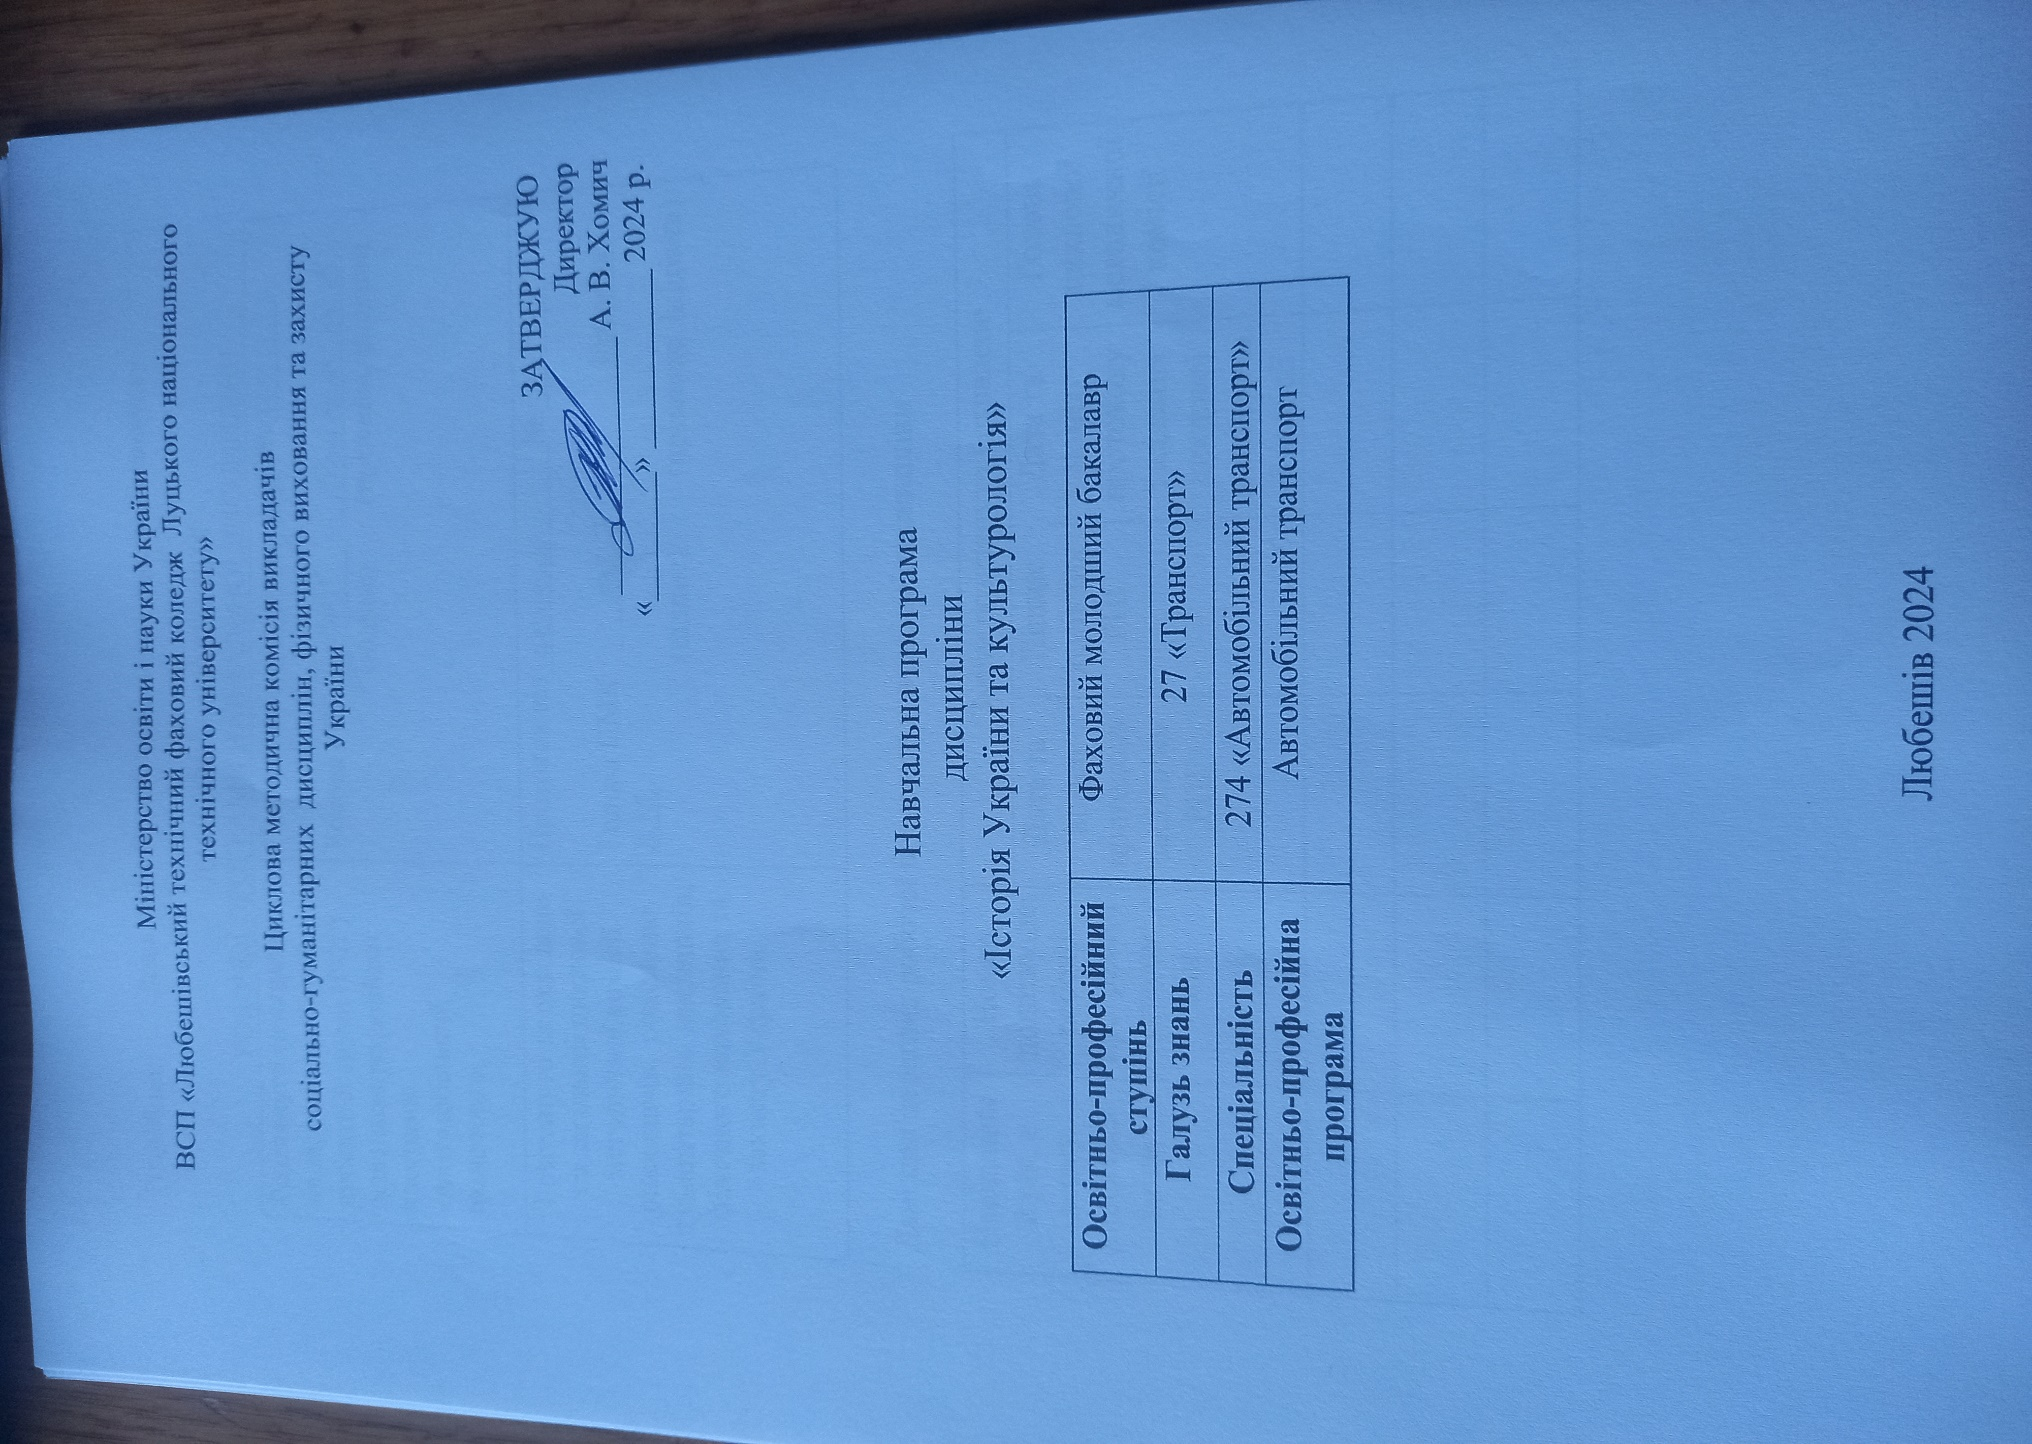 Міністерство освіти і науки України
ВСП «Любешівський технічний фаховий коледж Луцького національного
технічного університету»
Циклова методична комісія викладачів
соціально-гуманітарних дисциплін, фізичного виховання та захисту
України
ЗАТВЕРДЖУЮ
Директор
А. В. Хомич
«________» ____________ 2024 р.
Навчальна програма
дисципліни
«Історія України та культурологія»
Освітньо-професійний Фаховий молодший бакалавр
ступінь
Галузь знань 27 «Транспорт»
Спеціальність 274 «Автомобільний транспорт»
Освітньо-професійна Автомобільний транспорт
програма
Любешів 2024